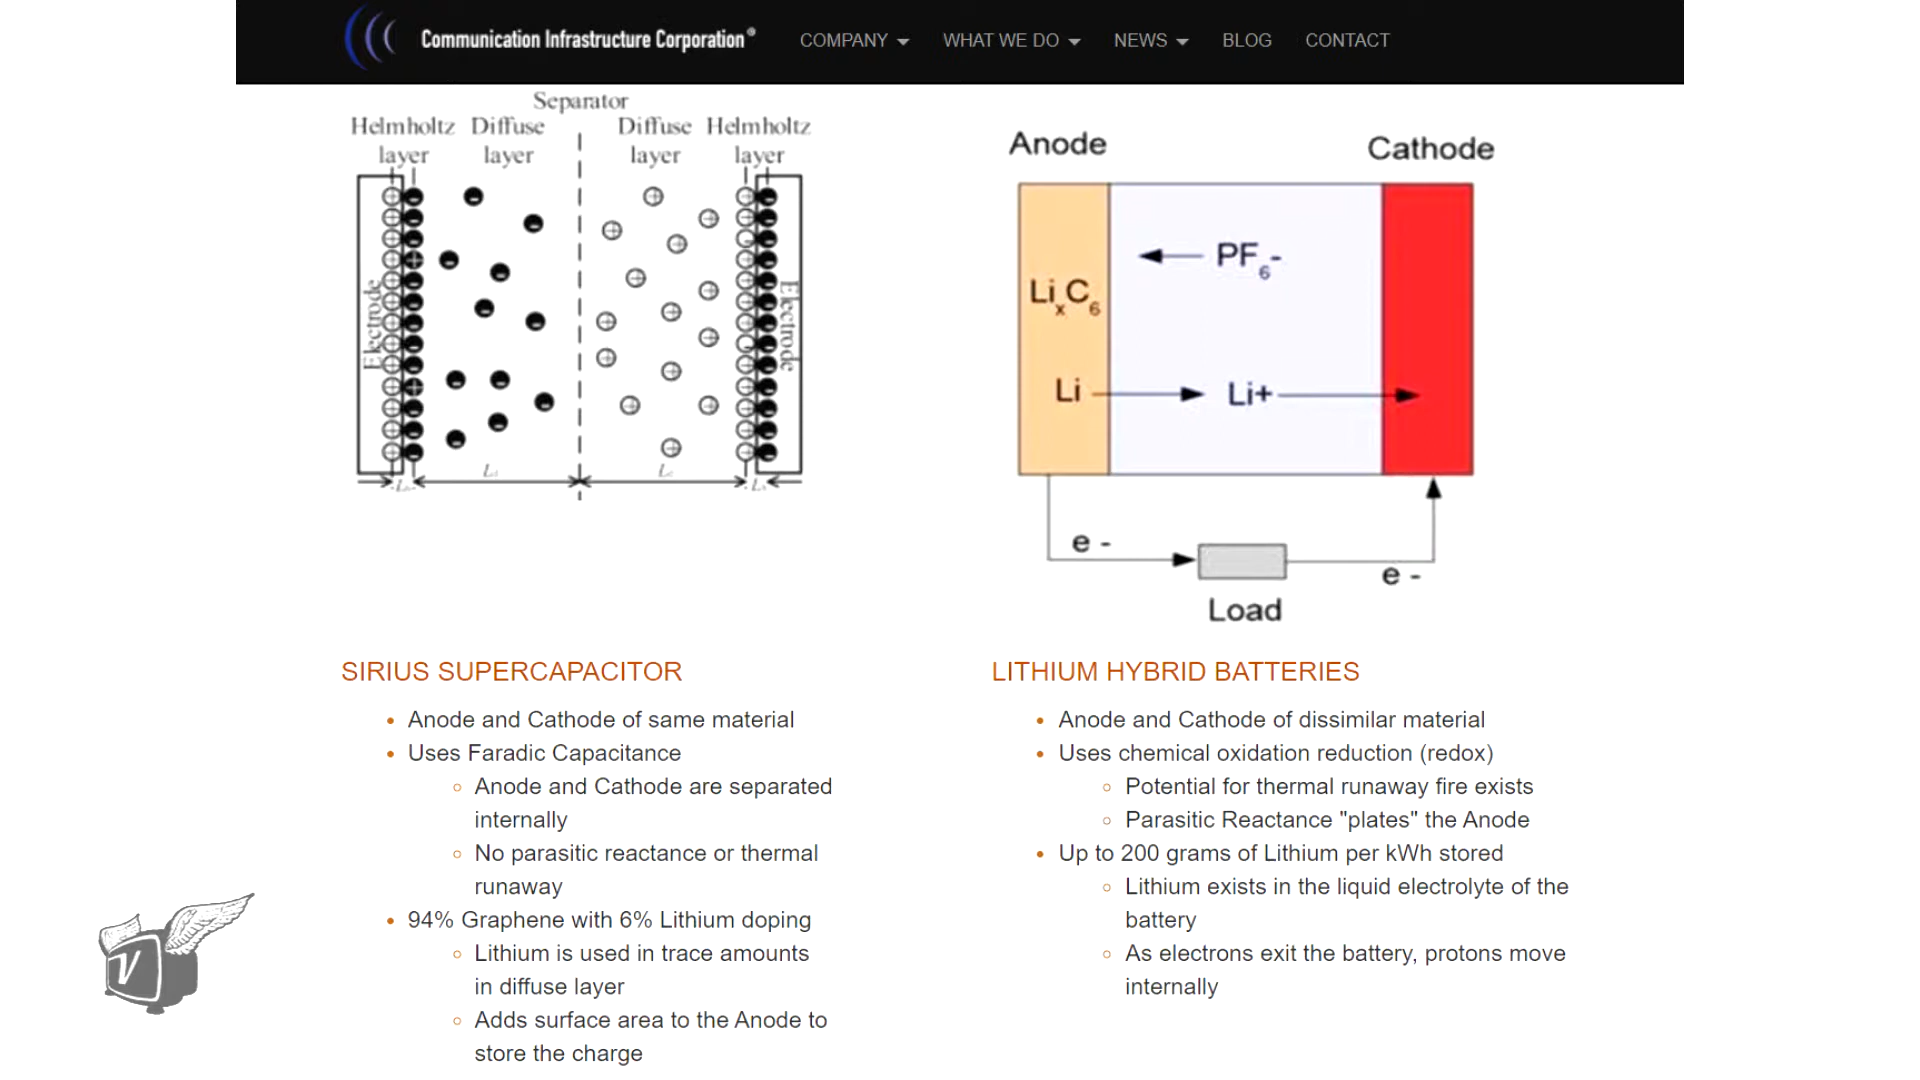 Communication Infrastructure Corporation®
COMPANY WHAT WE DO NEWS BLOG CONTACT
Separator
Helmholtz Diffuse Diffuse Helmholtz
layer layer layer layer
Electrode
Electrode
Anode
Cathode
PF6-
LixC6
Li
Li+
e -
e -
Load
SIRIUS SUPERCAPACITOR
• Anode and Cathode of same material
• Uses Faradic Capacitance
◦ Anode and Cathode are separated
internally
◦ No parasitic reactance or thermal
runaway
• 94% Graphene with 6% Lithium doping
◦ Lithium is used in trace amounts
in diffuse layer
◦ Adds surface area to the Anode to
store the charge
LITHIUM HYBRID BATTERIES
• Anode and Cathode of dissimilar material
• Uses chemical oxidation reduction (redox)
◦ Potential for thermal runaway fire exists
◦ Parasitic Reactance "plates" the Anode
• Up to 200 grams of Lithium per kWh stored
◦ Lithium exists in the liquid electrolyte of the
battery
◦ As electrons exit the battery, protons move
internally
V